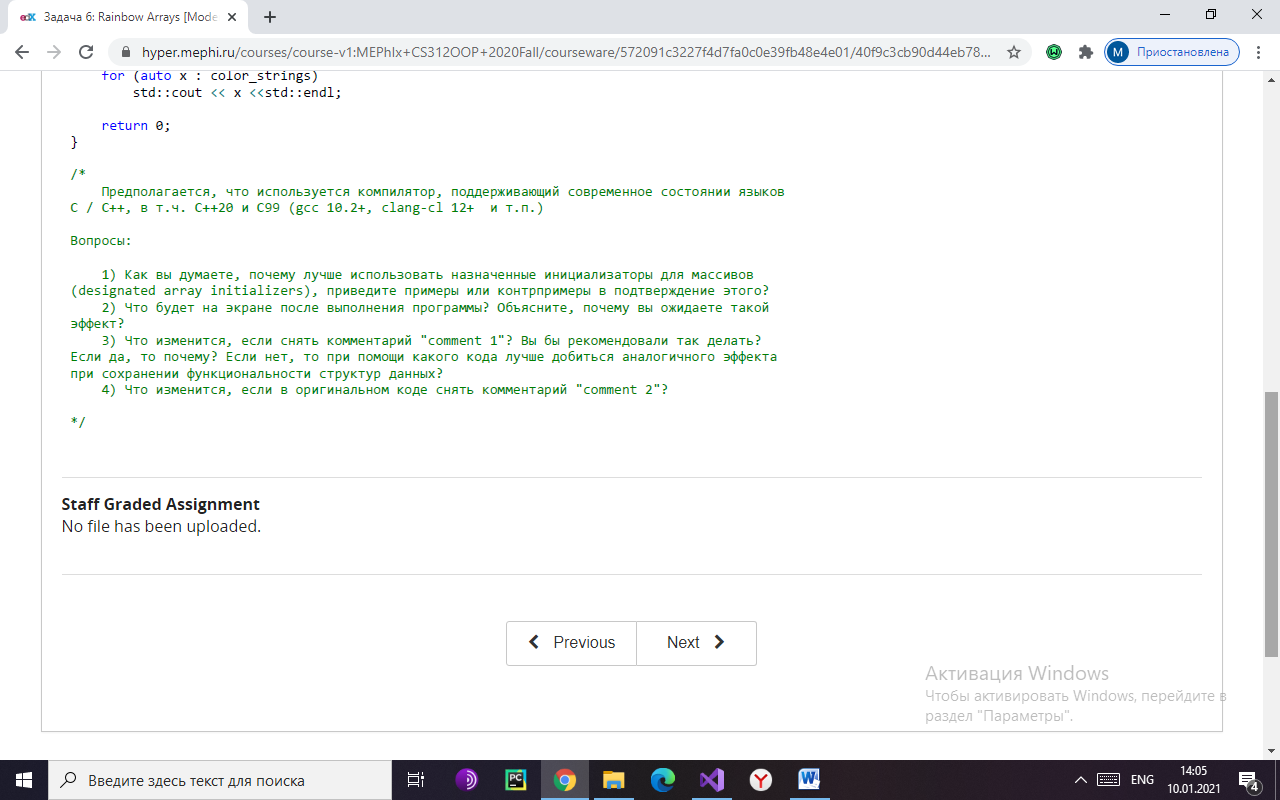 Задача 6: Rainbow Arrays [Mode
hyper.mephi.ru/courses/course-v1:MEPhIx+CS312OOP+2020Fall/courseware/572091c3227f4d7fa0c0e39fb48e4e01/40f9c3cb90d44eb78...
M Приостановлена
for (auto x : color_strings)
std::cout << x <<std::endl;
return 0;
}
/*
Предполагается, что используется компилятор, поддерживающий современное состоянии языков
C / C++, в т.ч. C++20 и C99 (gcc 10.2+, clang-cl 12+ и т.п.)
Вопросы:
1) Как вы думаете, почему лучше использовать назначенные инициализаторы для массивов
(designated array initializers), приведите примеры или контрпримеры в подтверждение этого?
2) Что будет на экране после выполнения программы? Объясните, почему вы ожидаете такой
эффект?
3) Что изменится, если снять комментарий "comment 1"? Вы бы рекомендовали так делать?
Если да, то почему? Если нет, то при помощи какого кода лучше добиться аналогичного эффекта
при сохранении функциональности структур данных?
4) Что изменится, если в оригинальном коде снять комментарий "comment 2"?
*/
Staff Graded Assignment
No file has been uploaded.
Previous
Next
Активация Windows
Чтобы активировать Windows, перейдите в
раздел "Параметры".
Введите здесь текст для поиска
ENG
14:05
10.01.2021
4